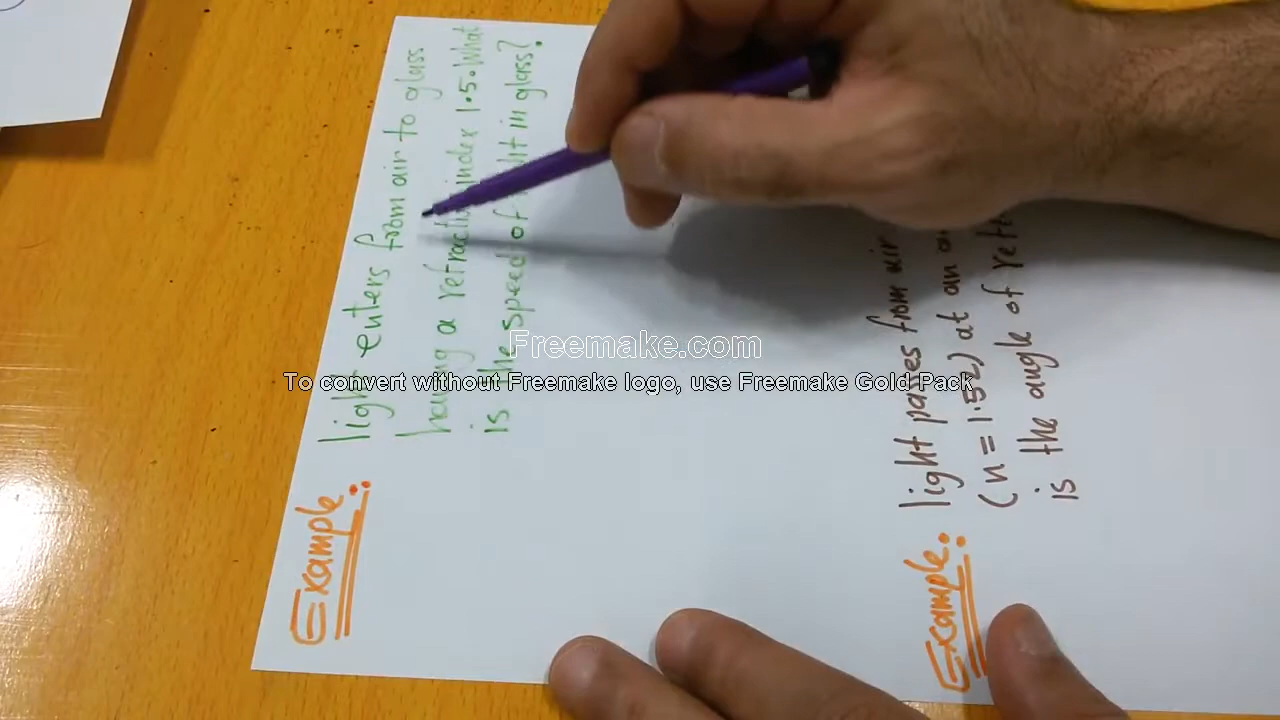 Example:
light enters from air to glass
having a refractive index 1.5. What
is the speed of light in glass?
Example:
light passes from air
(n = 1.52) at an
is the angle of
Freemake.com
To convert without Freemake logo, use Freemake Gold Pack